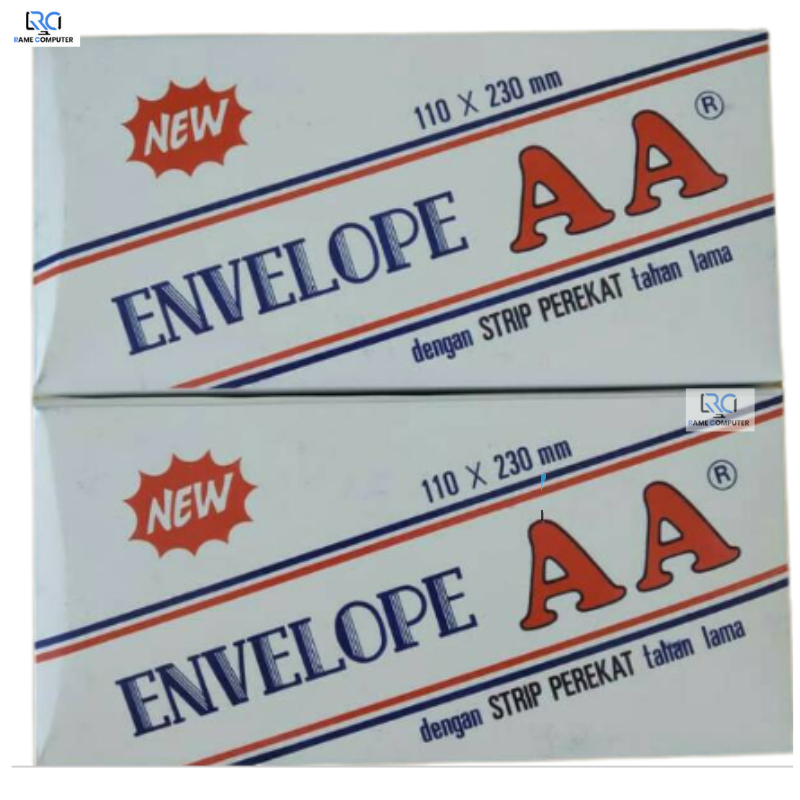 RAME COMPUTER
NEW
110 X 230 mm
ENVELOPE AA ®
dengan STRIP PEREKAT tahan lama
RAME COMPUTER
NEW
110 X 230 mm
ENVELOPE AA ®
dengan STRIP PEREKAT tahan lama